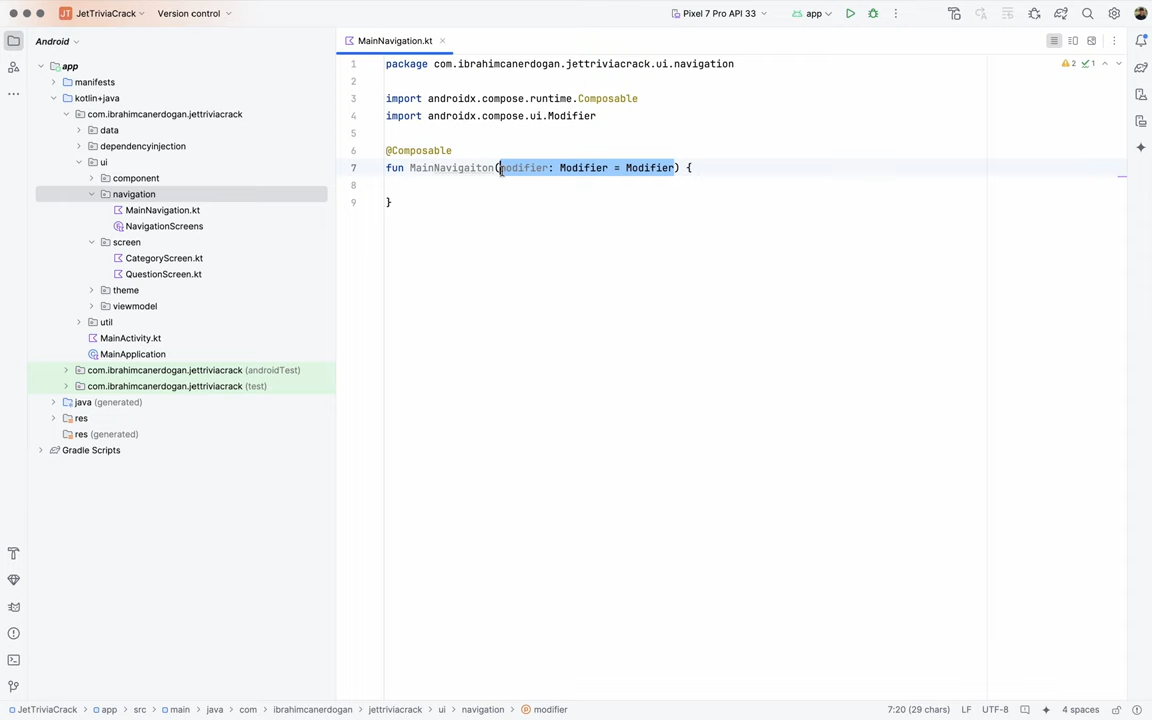 JT JetTriviaCrack
Version control
Pixel 7 Pro API 33
app
Android
MainNavigation.kt
app
manifests
kotlin+java
com.ibrahimcanerdogan.jettriviacrack
data
dependencyinjection
ui
component
navigation
MainNavigation.kt
NavigationScreens
screen
CategoryScreen.kt
QuestionScreen.kt
theme
viewmodel
util
MainActivity.kt
MainApplication
com.ibrahimcanerdogan.jettriviacrack (androidTest)
com.ibrahimcanerdogan.jettriviacrack (test)
java (generated)
res
res (generated)
Gradle Scripts
1 package com.ibrahimcanerdogan.jettriviacrack.ui.navigation
2
3 import androidx.compose.runtime.Composable
4 import androidx.compose.ui.Modifier
5
6 @Composable
7 fun MainNavigaiton(modifier: Modifier = Modifier) {
8
9 }
2 1
JetTriviaCrack > app > src > main > java > com > ibrahimcanerdogan > jettriviacrack > ui > navigation > modifier
7:20 (29 chars) LF UTF-8 4 spaces